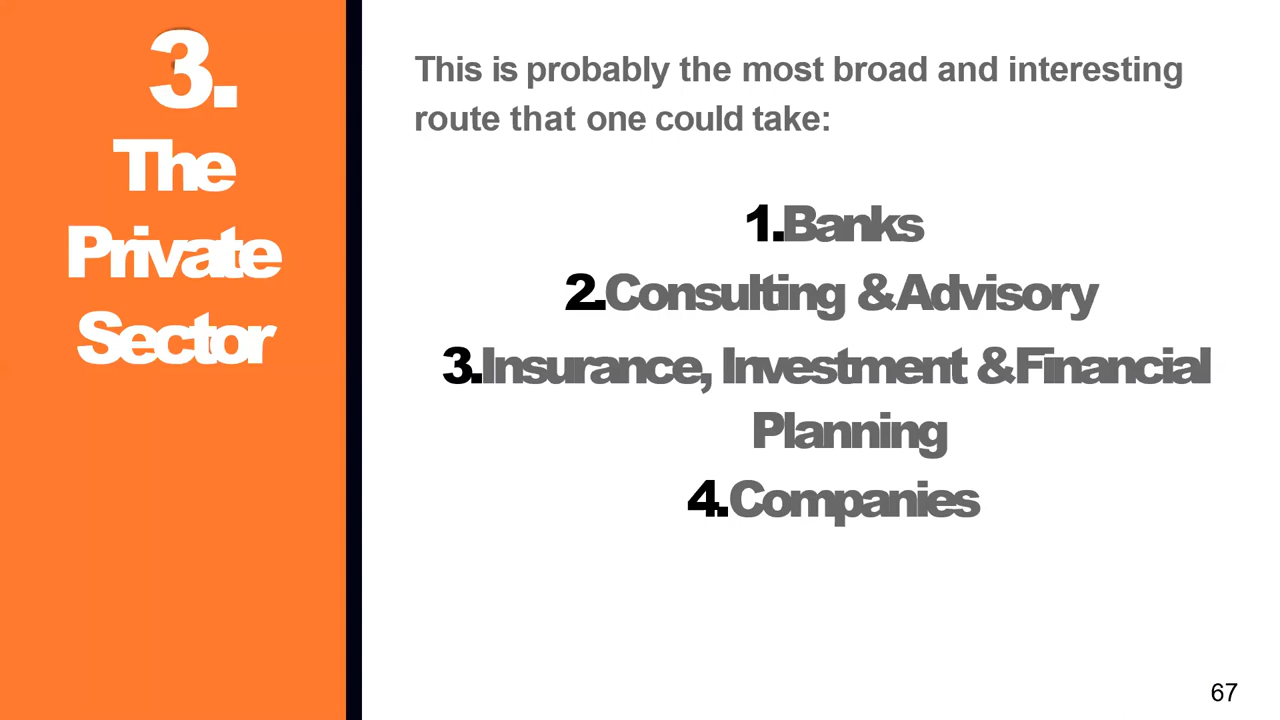 3.
The
Private
Sector
This is probably the most broad and interesting
route that one could take:
1.Banks
2.Consulting & Advisory
3.Insurance, Investment & Financial
Planning
4.Companies
67